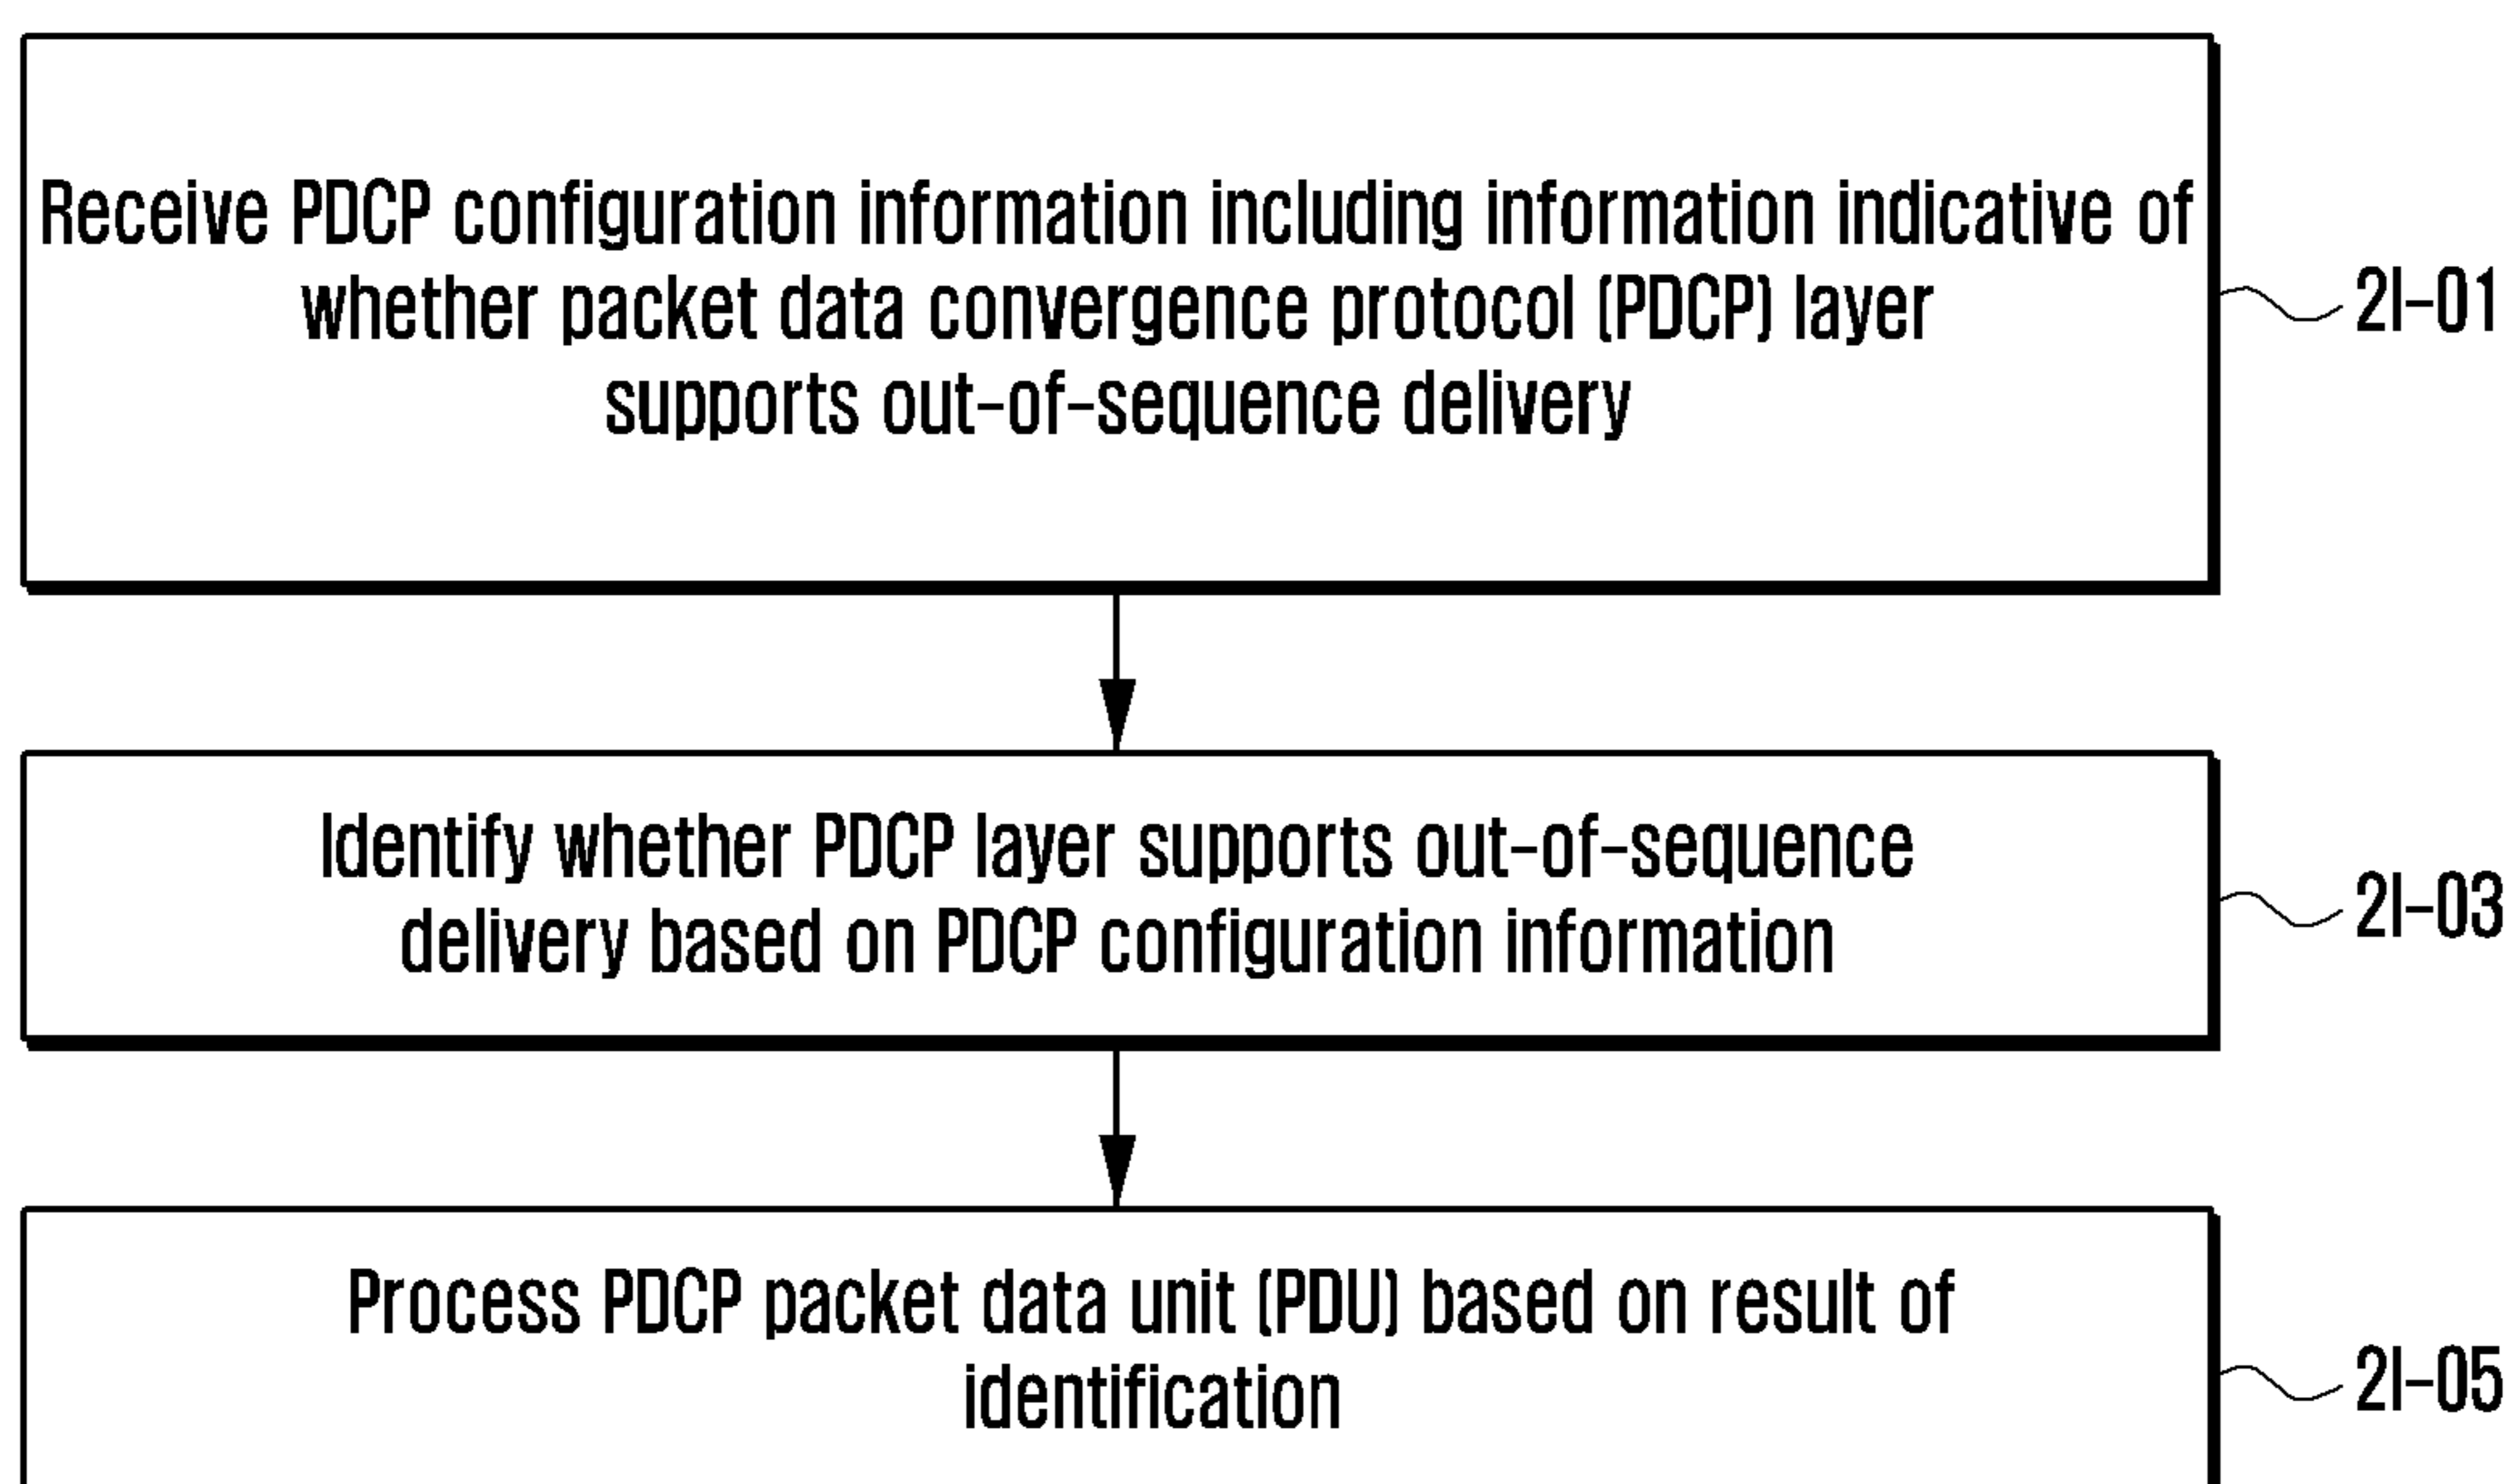 Receive PDCP configuration information including information indicative of
whether packet data convergence protocol (PDCP) layer
supports out-of-sequence delivery
2l-01
Identify whether PDCP layer supports out-of-sequence
delivery based on PDCP configuration information
2l-03
Process PDCP packet data unit (PDU) based on result of
identification
2l-05